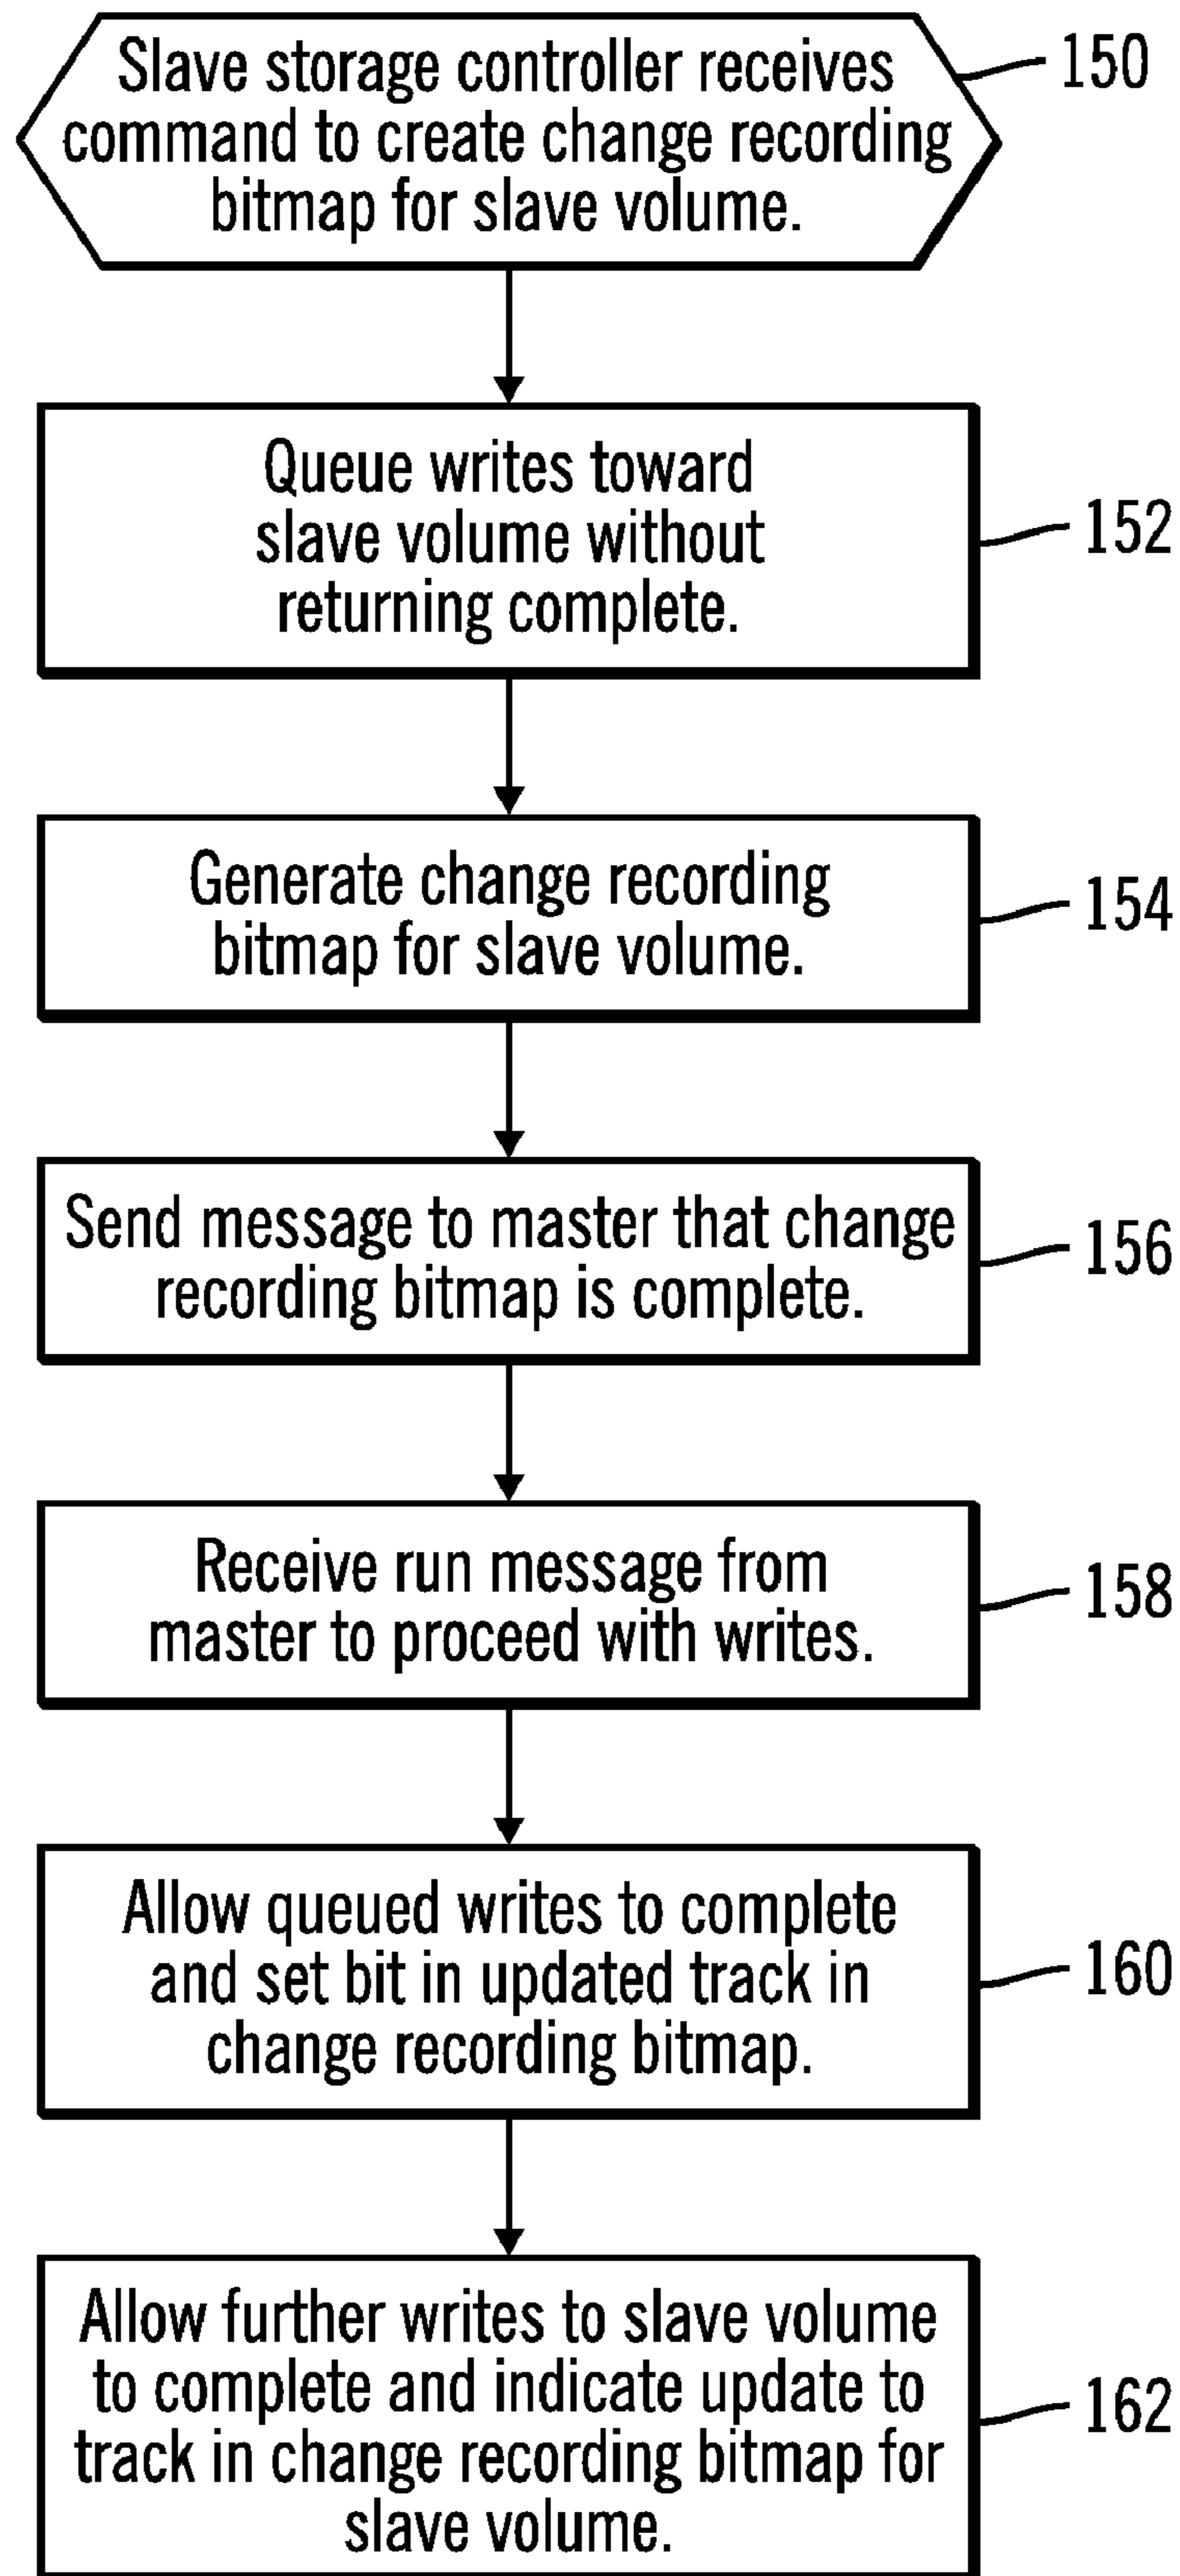 Slave storage controller receives
command to create change recording
bitmap for slave volume.
150
Queue writes toward
slave volume without
returning complete.
152
Generate change recording
bitmap for slave volume.
154
Send message to master that change
recording bitmap is complete.
156
Receive run message from
master to proceed with writes.
158
Allow queued writes to complete
and set bit in updated track in
change recording bitmap.
160
Allow further writes to slave volume
to complete and indicate update to
track in change recording bitmap for
slave volume.
162